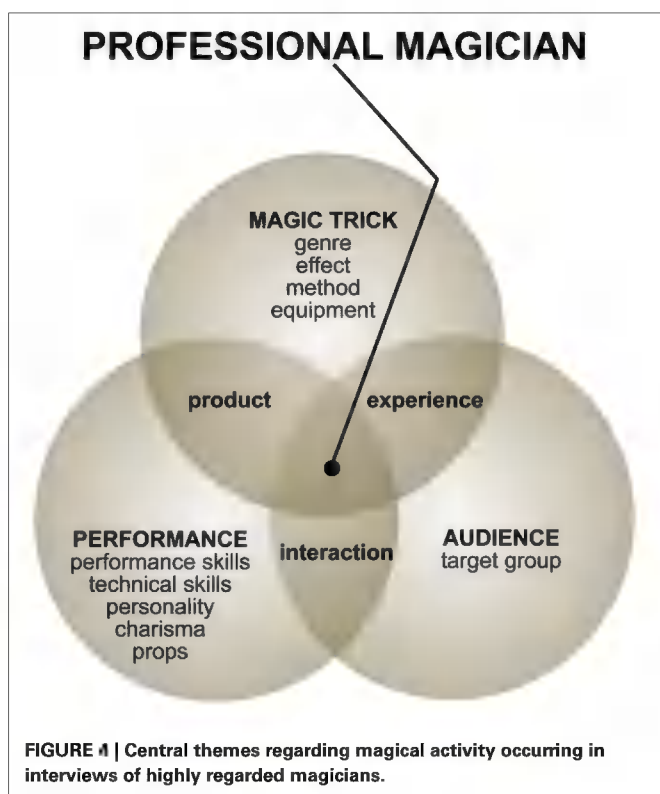 PROFESSIONAL MAGICIAN
MAGIC TRICK
genre
effect
method
equipment
product
experience
PERFORMANCE
performance skills
technical skills
personality
charisma
props
interaction
AUDIENCE
target group
FIGURE 1 | Central themes regarding magical activity occurring in
interviews of highly regarded magicians.